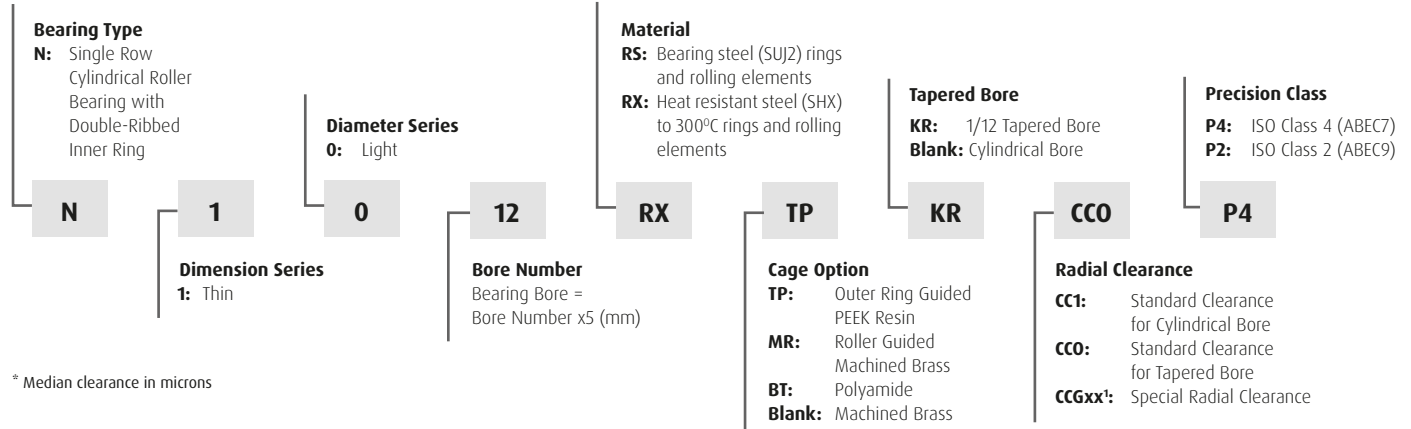 Bearing Type
N: Single Row
Cylindrical Roller
Bearing with
Double-Ribbed
Inner Ring
Diameter Series
0: Light
Material
RS: Bearing steel (SUJ2) rings
and rolling elements
RX: Heat resistant steel (SHX)
to 300⁰C rings and rolling
elements
Tapered Bore
KR: 1/12 Tapered Bore
Blank: Cylindrical Bore
Precision Class
P4: ISO Class 4 (ABEC7)
P2: ISO Class 2 (ABEC9)
N 1 0 12 RX TP KR CC0 P4
Dimension Series
1: Thin
Bore Number
Bearing Bore =
Bore Number x5 (mm)
Cage Option
TP: Outer Ring Guided
PEEK Resin
MR: Roller Guided
Machined Brass
BT: Polyamide
Blank: Machined Brass
Radial Clearance
CC1: Standard Clearance
for Cylindrical Bore
CC0: Standard Clearance
for Tapered Bore
CCGxx¹: Special Radial Clearance
* Median clearance in microns